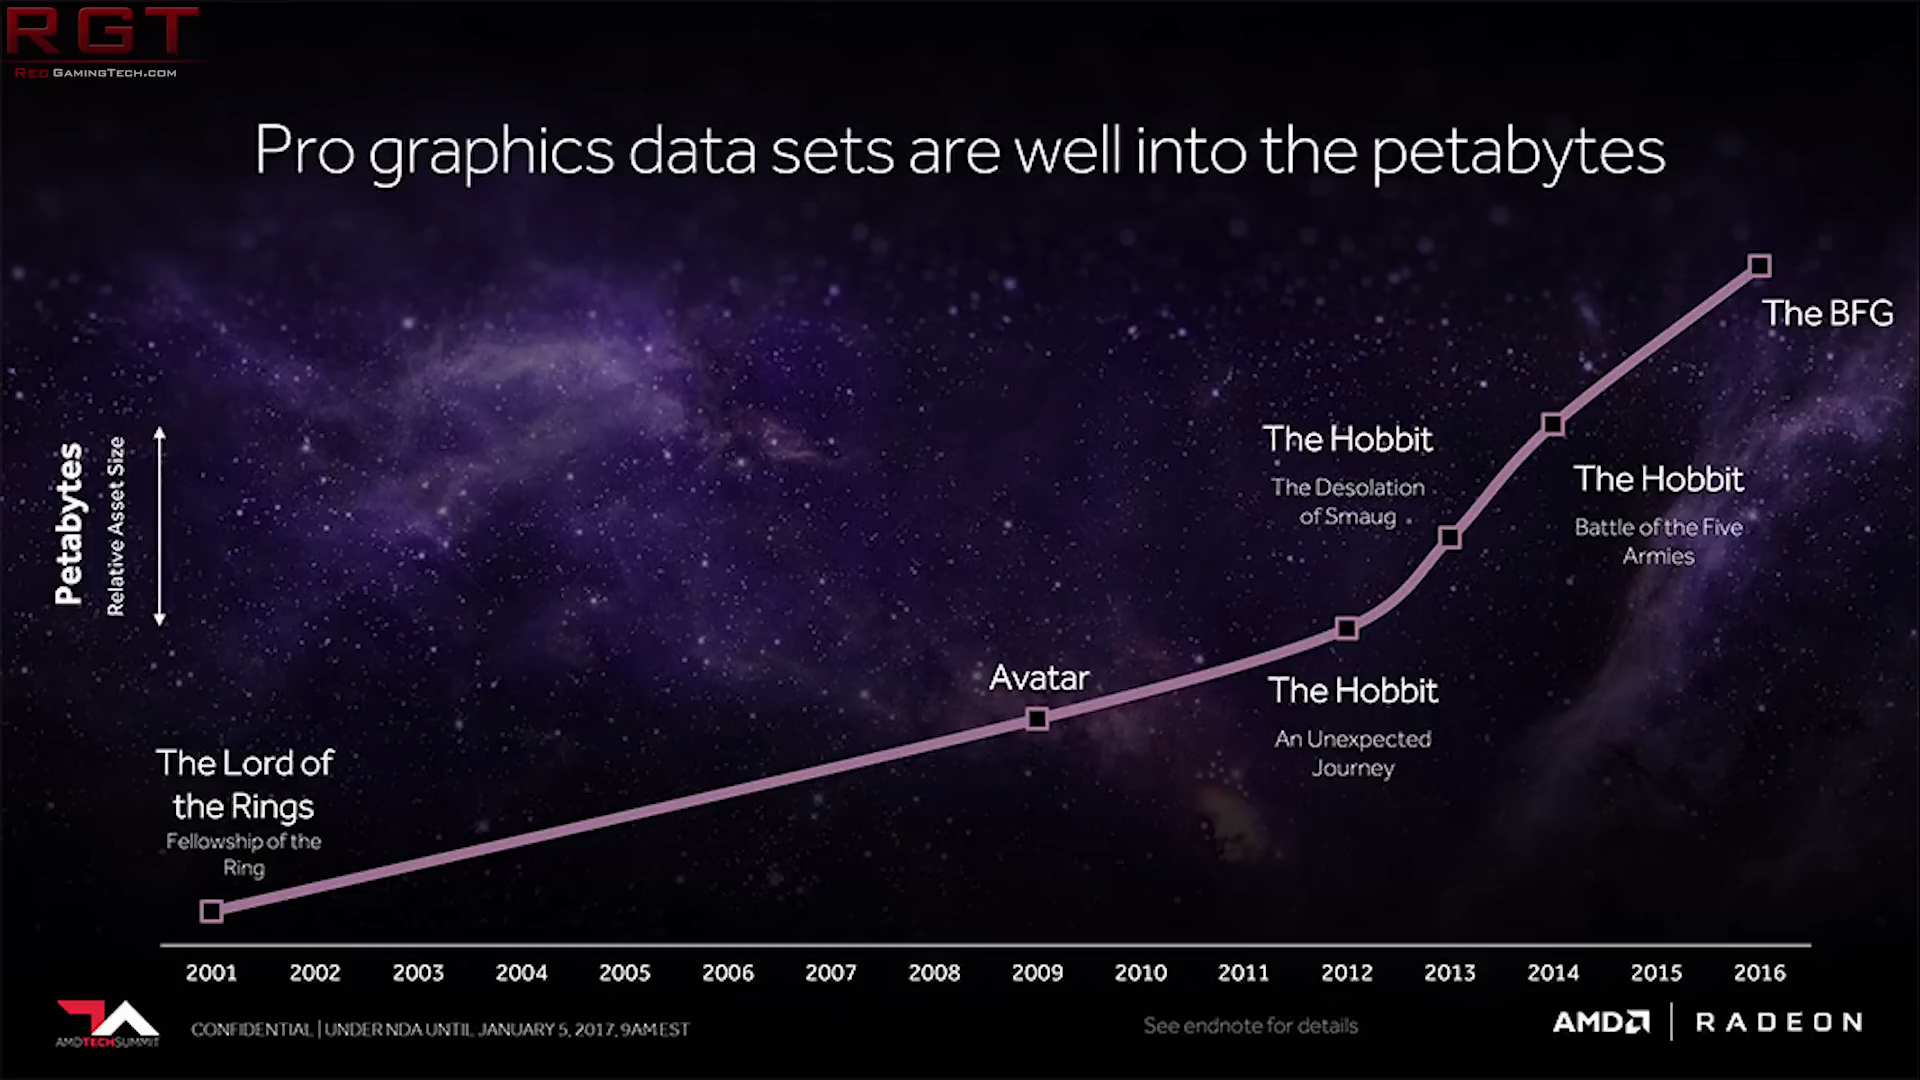 RGT
RED GAMINGTECH.COM
Pro graphics data sets are well into the petabytes
The BFG
The Hobbit
The Desolation
of Smaug
The Hobbit
Battle of the Five
Armies
Petabytes
Relative Asset Size
Avatar
The Hobbit
An Unexpected
Journey
The Lord of
the Rings
Fellowship of the
Ring
2001 2002 2003 2004 2005 2006 2007 2008 2009 2010 2011 2012 2013 2014 2015 2016
AMDTECHSUMMIT
CONFIDENTIAL | UNDER NDA UNTIL JANUARY 5, 2017, 9AM EST
See endnote for details
AMD | RADEON